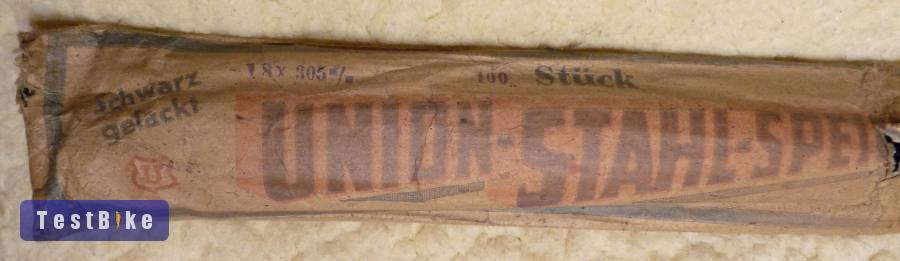 schwarz
gelackt
1,8 x 305 m/m
100 Stück
UNION-STAHL-SPEI
TestBike